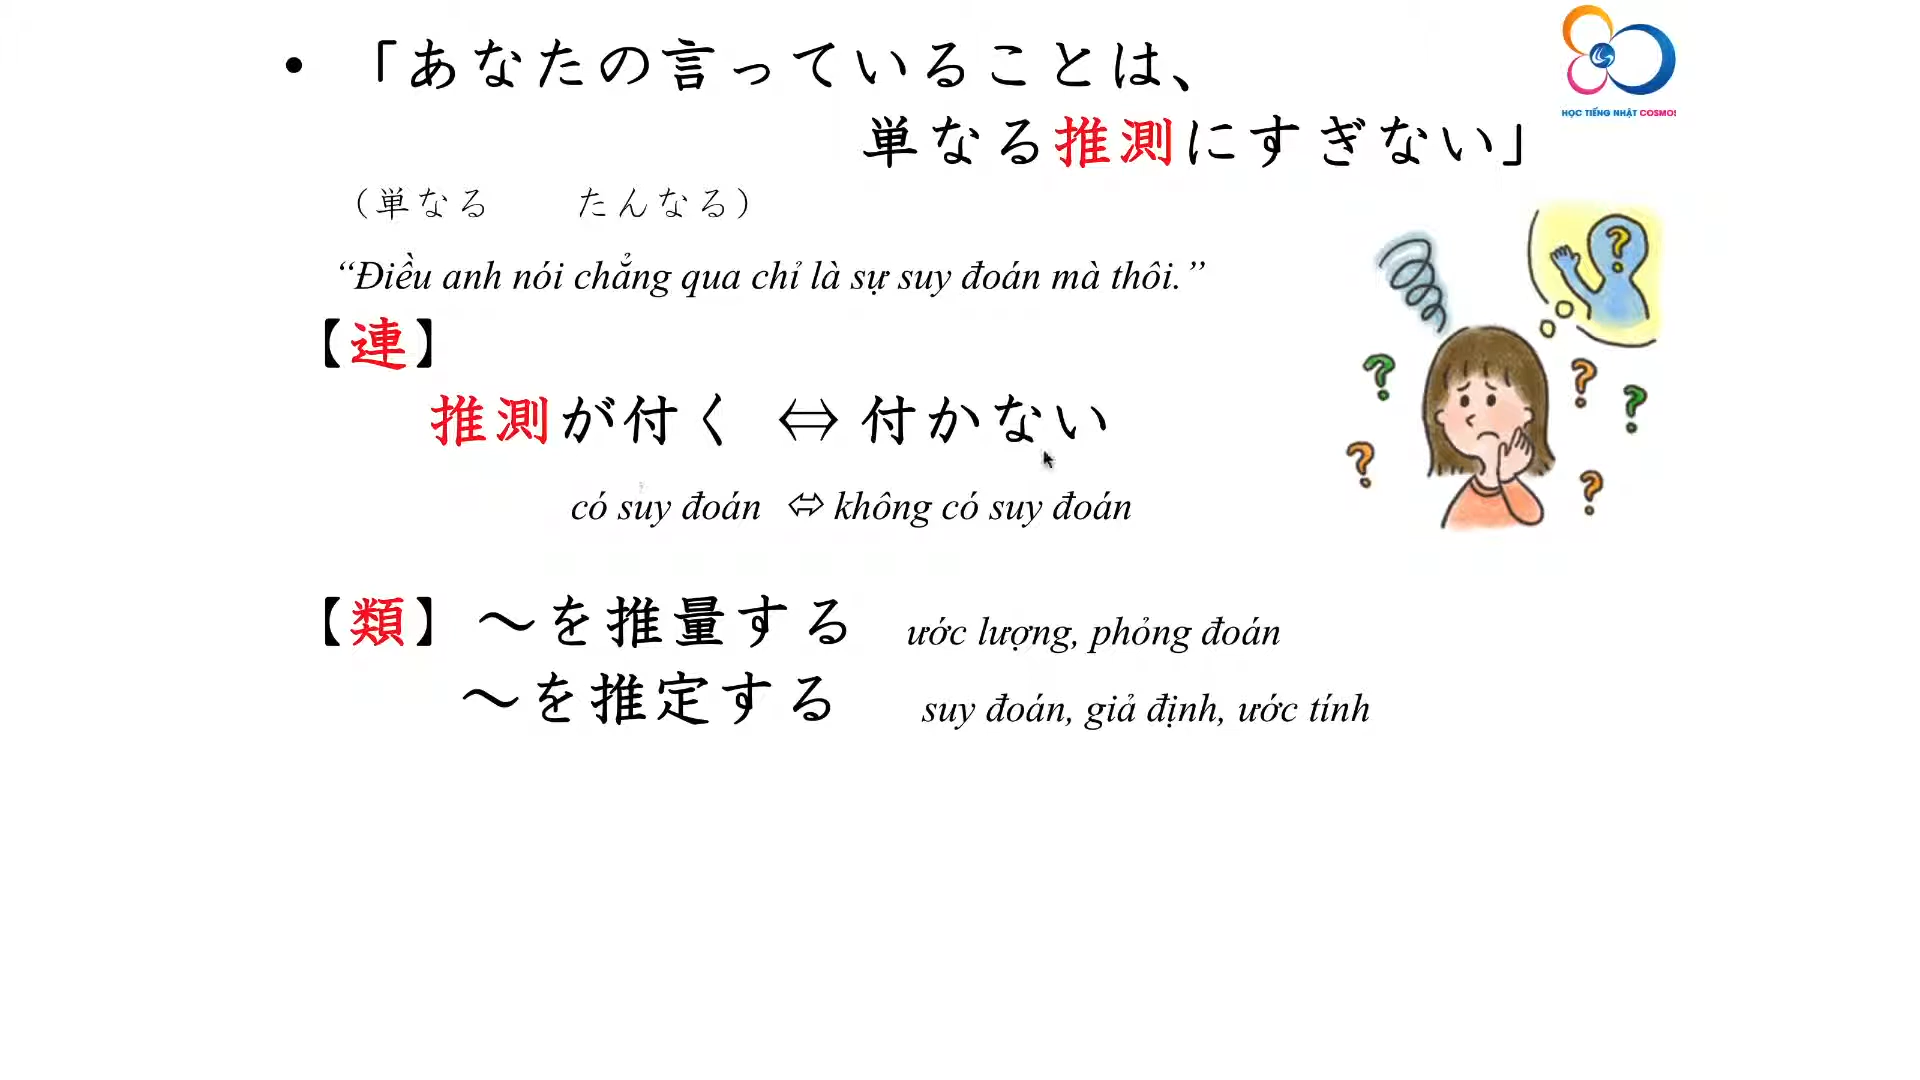 • 「あなたの言っていることは、
単なる推測にすぎない」
(単なる たんなる)
“Điều anh nói chẳng qua chỉ là sự suy đoán mà thôi.”
【連】
推測が付く ⇔ 付かない
có suy đoán ⇔ không có suy đoán
【類】 ～を推量する ước lượng, phỏng đoán
～を推定する suy đoán, giả định, ước tính
HỌC TIẾNG NHẬT COSMOS
? ? ? ? ? ?